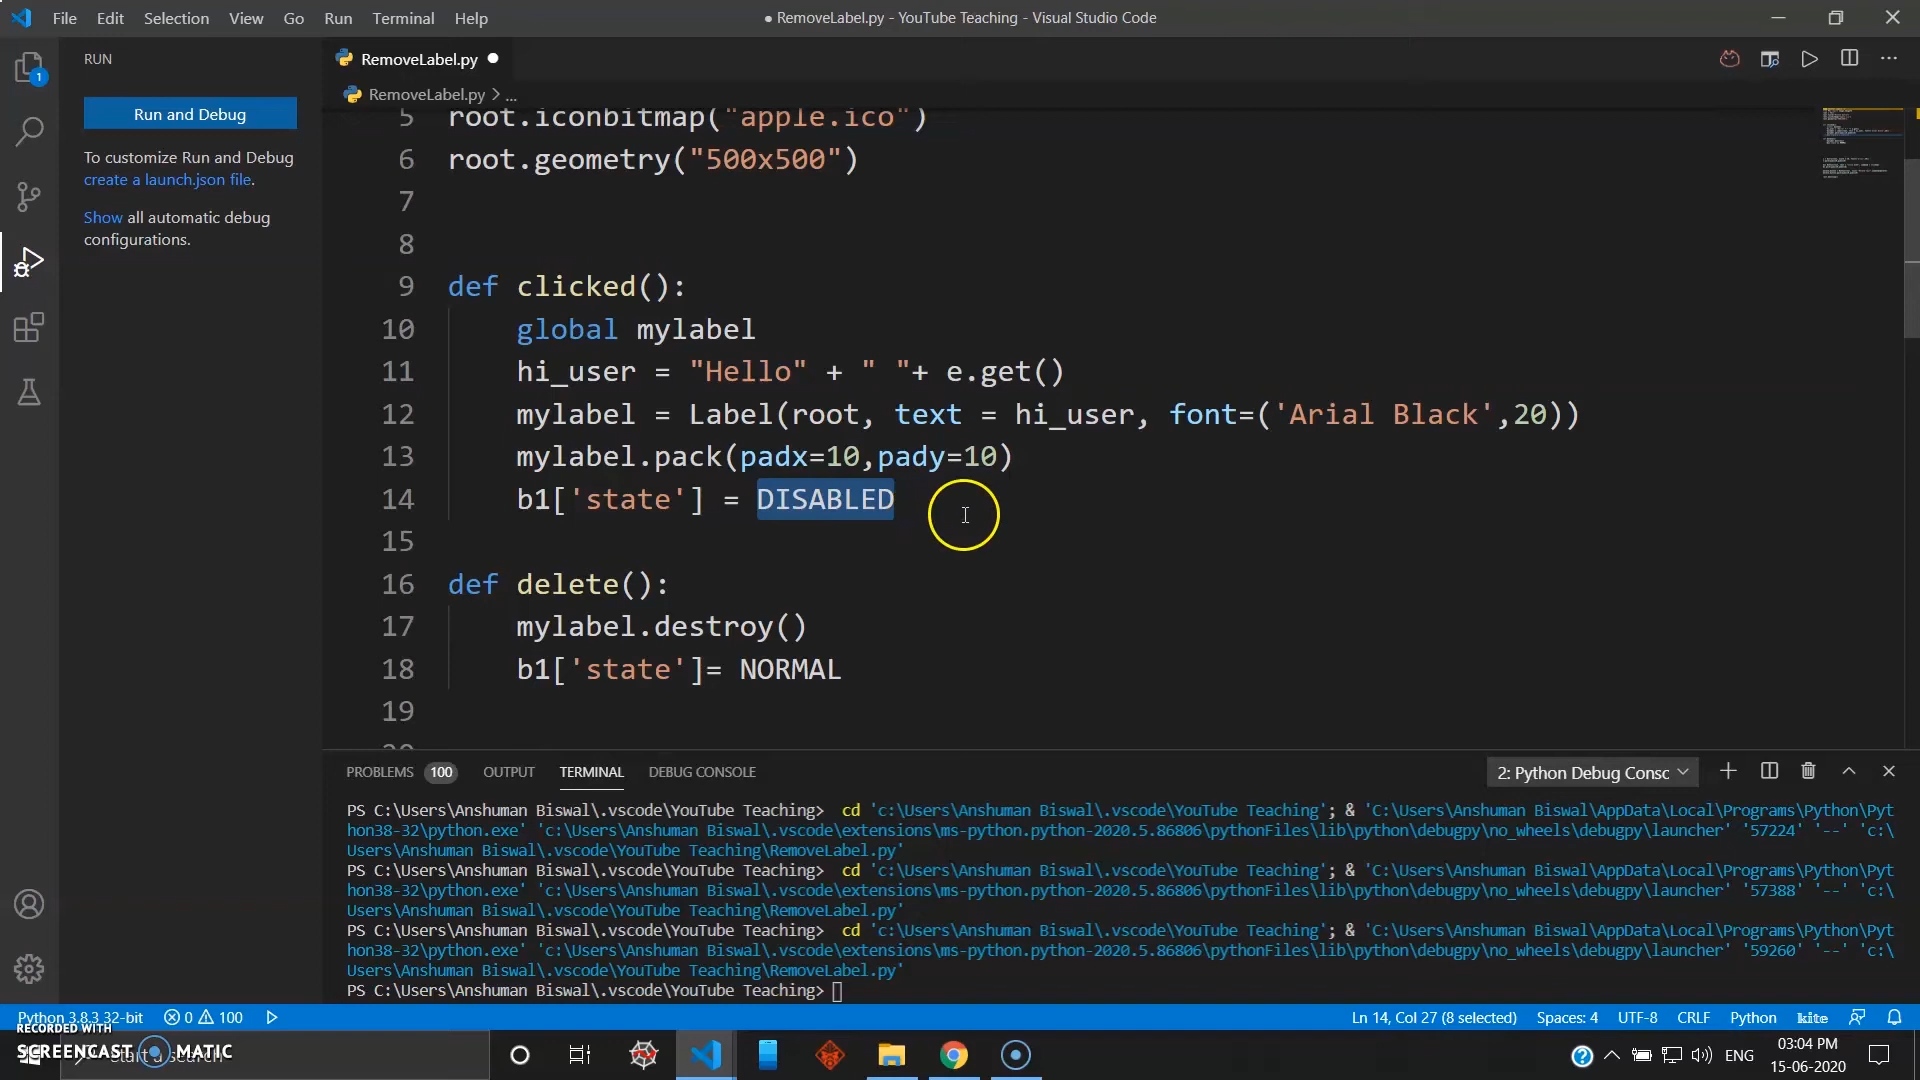 File Edit Selection View Go Run Terminal Help
● RemoveLabel.py - YouTube Teaching - Visual Studio Code
RUN
RemoveLabel.py ●
RemoveLabel.py > ...
1
Run and Debug
To customize Run and Debug
create a launch.json file.
Show all automatic debug
configurations.
5 root.iconbitmap("apple.ico")
6 root.geometry("500x500")
7
8
9 def clicked():
10 global mylabel
11 hi_user = "Hello" + " "+ e.get()
12 mylabel = Label(root, text = hi_user, font=('Arial Black',20))
13 mylabel.pack(padx=10,pady=10)
14 b1['state'] = DISABLED
15
16 def delete():
17 mylabel.destroy()
18 b1['state']= NORMAL
19
20
PROBLEMS 100 OUTPUT TERMINAL DEBUG CONSOLE
2: Python Debug Consc
PS C:\Users\Anshuman Biswal\.vscode\YouTube Teaching> cd 'c:\Users\Anshuman Biswal\.vscode\YouTube Teaching'; & 'C:\Users\Anshuman Biswal\AppData\Local\Programs\Python\Pyt
hon38-32\python.exe' 'c:\Users\Anshuman Biswal\.vscode\extensions\ms-python.python-2020.5.86806\pythonFiles\lib\python\debugpy\no_wheels\debugpy\launcher' '57224' '--' 'c:\
Users\Anshuman Biswal\.vscode\YouTube Teaching\RemoveLabel.py'
PS C:\Users\Anshuman Biswal\.vscode\YouTube Teaching> cd 'c:\Users\Anshuman Biswal\.vscode\YouTube Teaching'; & 'C:\Users\Anshuman Biswal\AppData\Local\Programs\Python\Pyt
hon38-32\python.exe' 'c:\Users\Anshuman Biswal\.vscode\extensions\ms-python.python-2020.5.86806\pythonFiles\lib\python\debugpy\no_wheels\debugpy\launcher' '57388' '--' 'c:\
Users\Anshuman Biswal\.vscode\YouTube Teaching\RemoveLabel.py'
PS C:\Users\Anshuman Biswal\.vscode\YouTube Teaching> cd 'c:\Users\Anshuman Biswal\.vscode\YouTube Teaching'; & 'C:\Users\Anshuman Biswal\AppData\Local\Programs\Python\Pyt
hon38-32\python.exe' 'c:\Users\Anshuman Biswal\.vscode\extensions\ms-python.python-2020.5.86806\pythonFiles\lib\python\debugpy\no_wheels\debugpy\launcher' '59260' '--' 'c:\
Users\Anshuman Biswal\.vscode\YouTube Teaching\RemoveLabel.py'
PS C:\Users\Anshuman Biswal\.vscode\YouTube Teaching>
Python 3.8.3 32-bit 0 100
Ln 14, Col 27 (8 selected) Spaces: 4 UTF-8 CRLF Python kite
RECORDED WITH
SCREENCAST MATIC
Start a search
ENG
03:04 PM
15-06-2020